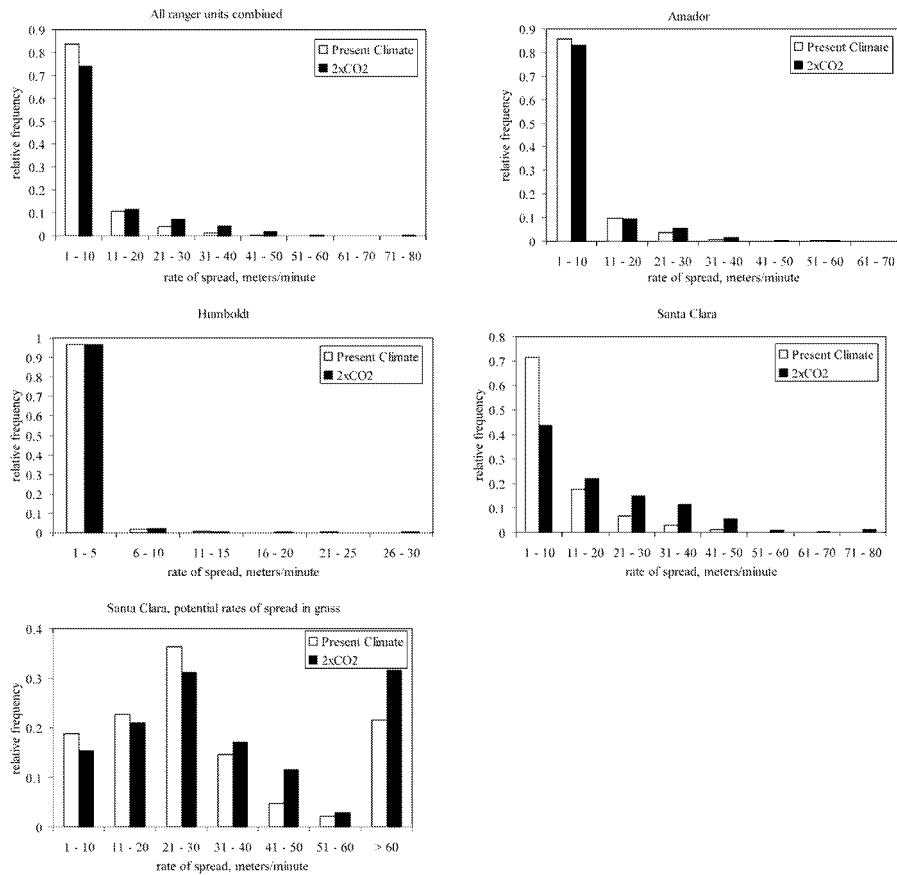 All ranger units combined
0.9
0.8
0.7
0.6
0.5
0.4
0.3
0.2
0.1
0
relative frequency
Present Climate
2xCO2
1 - 10 11 - 20 21 - 30 31 - 40 41 - 50 51 - 60 61 - 70 71 - 80
rate of spread, meters/minute
Amador
0.9
0.8
0.7
0.6
0.5
0.4
0.3
0.2
0.1
0
relative frequency
Present Climate
2xCO2
1 - 10 11 - 20 21 - 30 31 - 40 41 - 50 51 - 60 61 - 70
rate of spread, meters/minute
Humboldt
1
0.9
0.8
0.7
0.6
0.5
0.4
0.3
0.2
0.1
0
relative frequency
Present Climate
2xCO2
1 - 5 6 - 10 11 - 15 16 - 20 21 - 25 26 - 30
rate of spread, meters/minute
Santa Clara
0.8
0.7
0.6
0.5
0.4
0.3
0.2
0.1
0
relative frequency
Present Climate
2xCO2
1 - 10 11 - 20 21 - 30 31 - 40 41 - 50 51 - 60 61 - 70 71 - 80
rate of spread, meters/minute
Santa Clara, potential rates of spread in grass
0.4
0.3
0.2
0.1
0
relative frequency
Present Climate
2xCO2
1 - 10 11 - 20 21 - 30 31 - 40 41 - 50 51 - 60 > 60
rate of spread, meters/minute